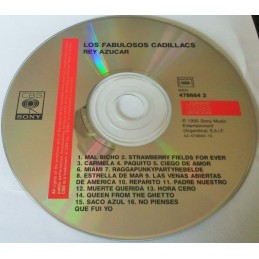 LOS FABULOSOS CADILLACS
REY AZUCAR
CBS
SONY
478664 2
© 1995 Sony Music
Entertainment
(Argentina) S.A.I.F.
1. MAL BICHO 2. STRAWBERRY FIELDS FOR EVER
3. CARMELA 4. PAQUITO 5. CIEGO DE AMOR
6. MIAMI 7. RAGGAPUNKYPARTYREBELDE
8. ESTRELLA DE MAR 9. LAS VENAS ABIERTAS
DE AMERICA 10. REPARITO 11. PADRE NUESTRO
12. MUERTE QUERIDA 13. HORA CERO
14. QUEEN FROM THE GHETTO
15. SACO AZUL 16. NO PIENSES
QUE FUI YO